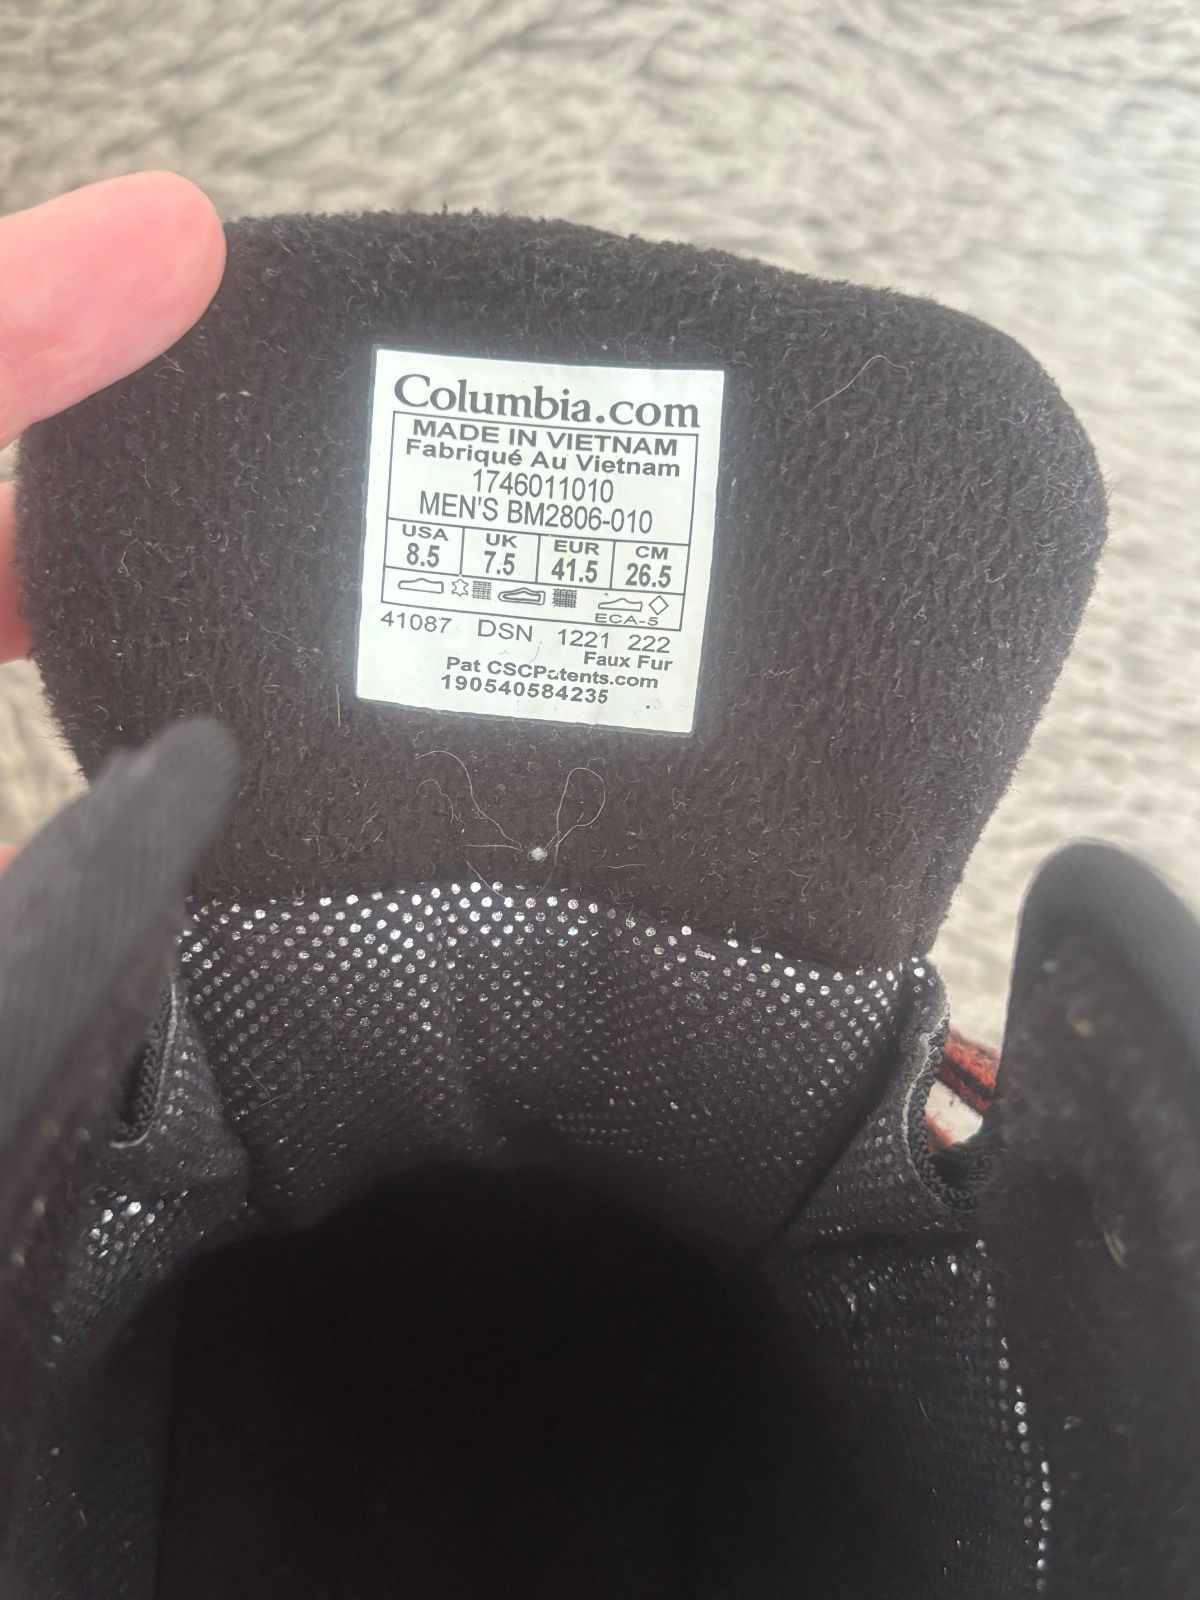 Columbia.com
MADE IN VIETNAM
Fabriqué Au Vietnam
1746011010
MEN'S BM2806-010
USA UK EUR CM
8.5 7.5 41.5 26.5
ECA-5
41087 DSN 1221 222
Faux Fur
Pat CSCPatents.com
190540584235